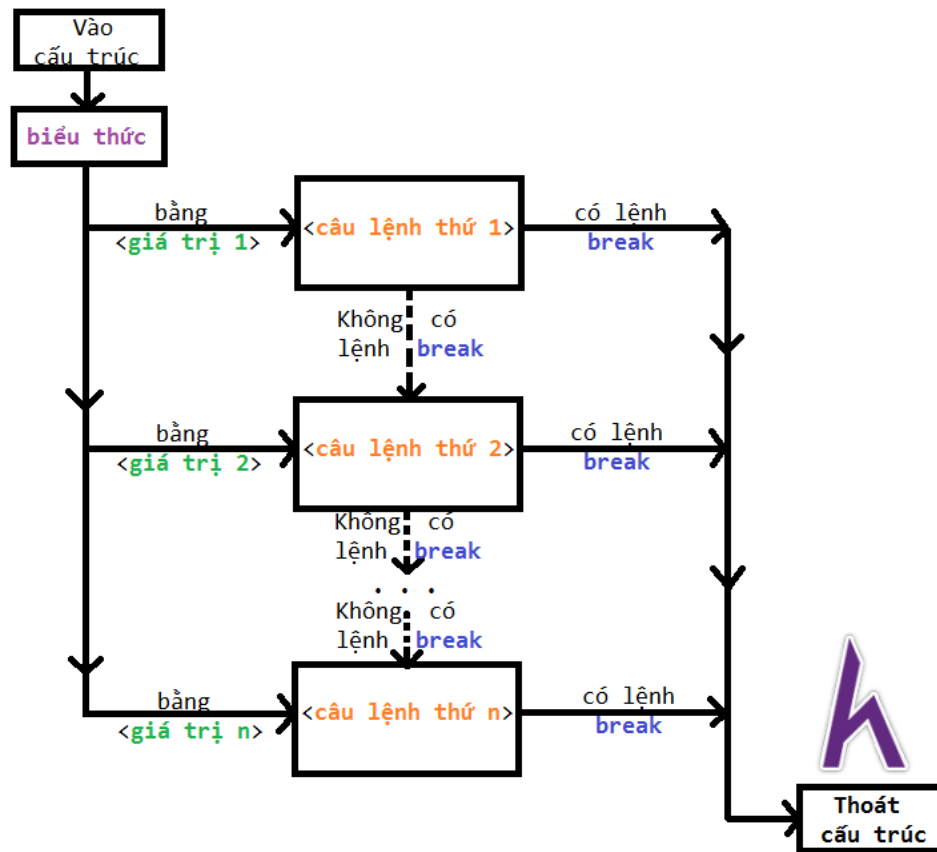 Vào
cấu trúc
biểu thức
bằng
<giá trị 1>
<câu lệnh thứ 1>
có lệnh
break
Không có
lệnh break
bằng
<giá trị 2>
<câu lệnh thứ 2>
có lệnh
break
Không có
lệnh break
. . .
Không có
lệnh break
bằng
<giá trị n>
<câu lệnh thứ n>
có lệnh
break
Thoát
cấu trúc